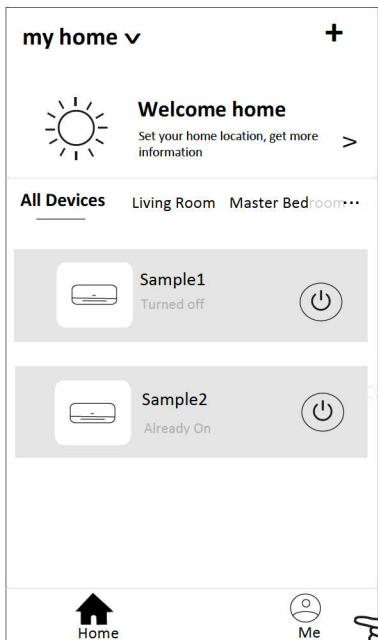 my home
Welcome home
Set your home location, get more
information
All Devices Living Room Master Bedroom ...
Sample1
Turned off
Sample2
Already On
Home Me